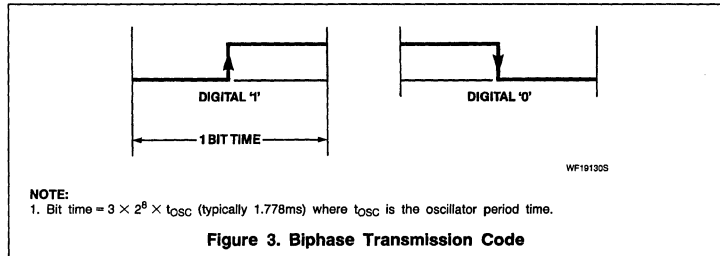 DIGITAL '1'
DIGITAL '0'
1 BIT TIME
WF19130S
NOTE:
1. Bit time = 3 × 2⁸ × tOSC (typically 1.778ms) where tOSC is the oscillator period time.
Figure 3. Biphase Transmission Code